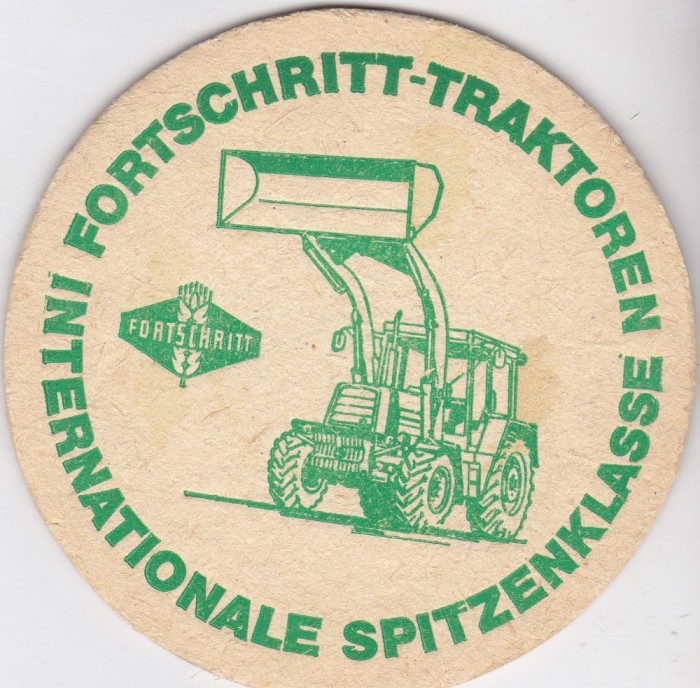 FORTSCHRITT-TRAKTOREN
INTERNATIONALE SPITZENKLASSE
FORTSCHRITT